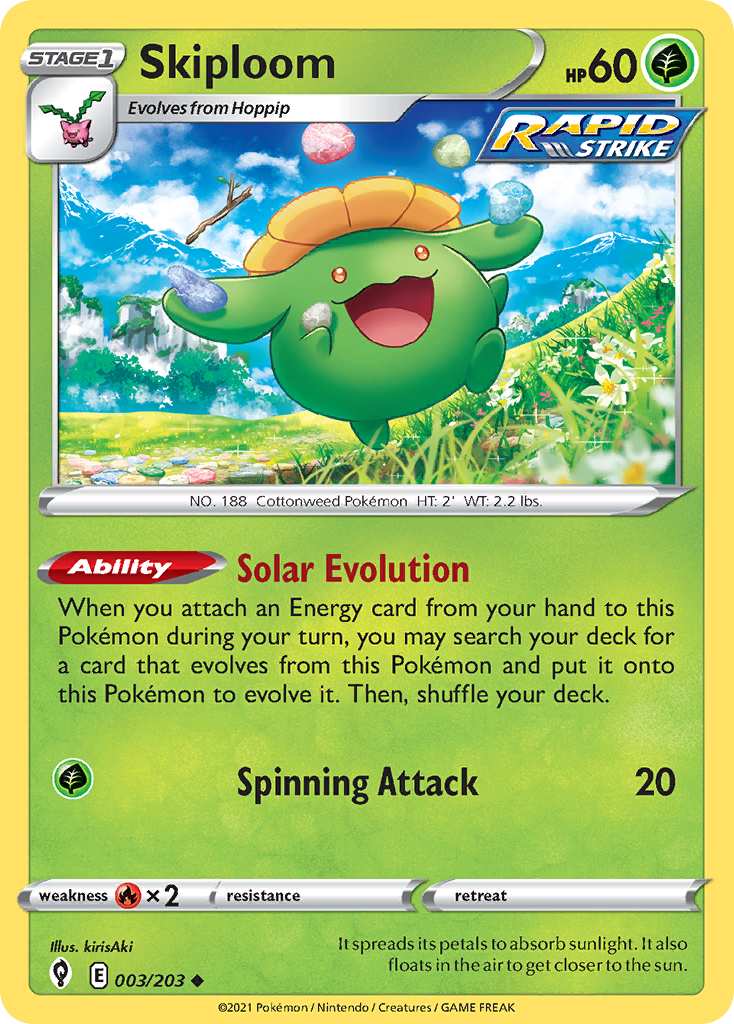 STAGE 1
Skiploom
HP 60
Evolves from Hoppip
RAPID
STRIKE
NO. 188 Cottonweed Pokémon HT: 2' WT: 2.2 lbs.
Ability Solar Evolution
When you attach an Energy card from your hand to this
Pokémon during your turn, you may search your deck for
a card that evolves from this Pokémon and put it onto
this Pokémon to evolve it. Then, shuffle your deck.
Spinning Attack 20
weakness ×2 resistance retreat
Illus. kirisAki
It spreads its petals to absorb sunlight. It also
floats in the air to get closer to the sun.
E 003/203 ◆
©2021 Pokémon / Nintendo / Creatures / GAME FREAK